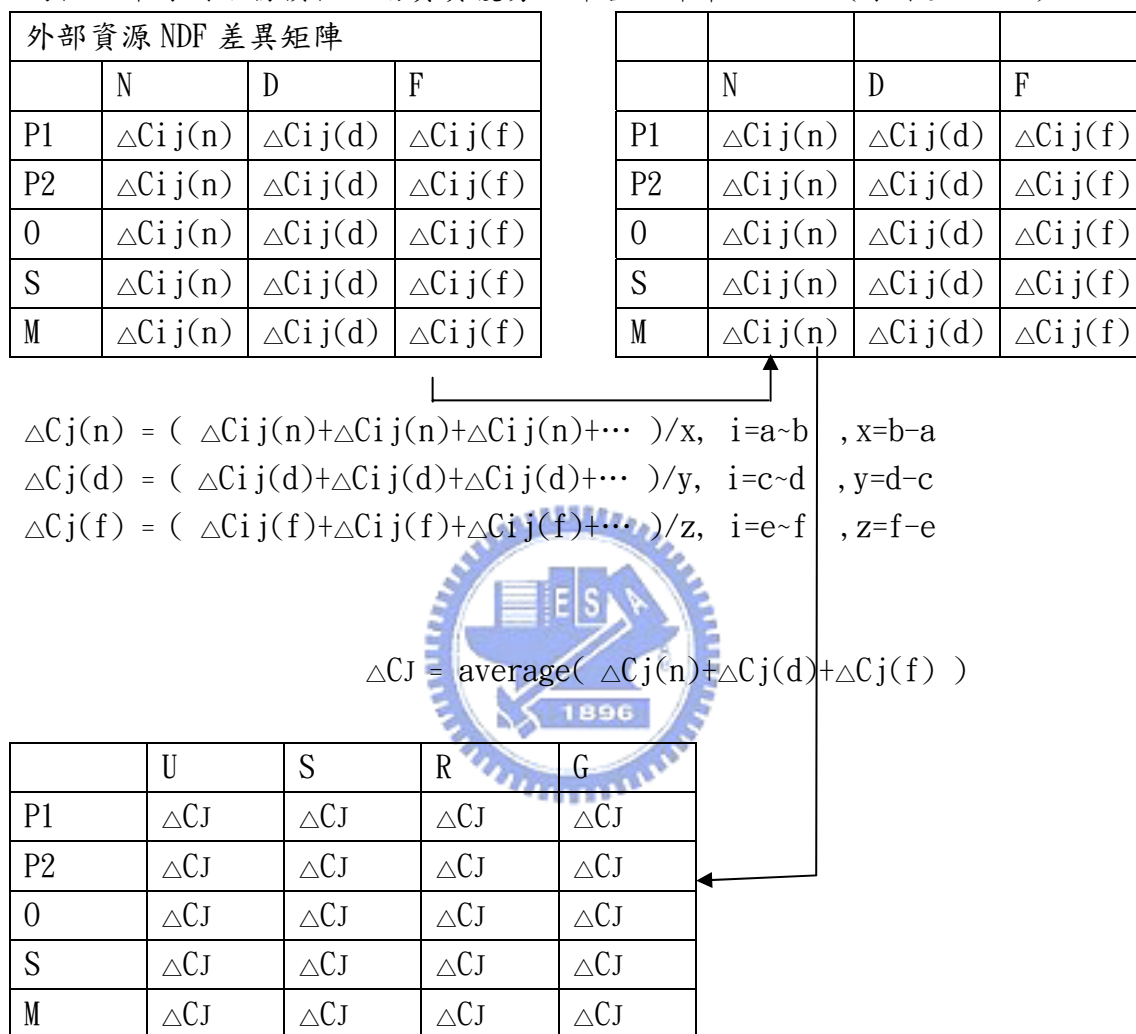 外部資源 NDF 差異矩陣
N D F N D F
P1 △Cij(n) △Cij(d) △Cij(f) P1 △Cij(n) △Cij(d) △Cij(f)
P2 △Cij(n) △Cij(d) △Cij(f) P2 △Cij(n) △Cij(d) △Cij(f)
O △Cij(n) △Cij(d) △Cij(f) O △Cij(n) △Cij(d) △Cij(f)
S △Cij(n) △Cij(d) △Cij(f) S △Cij(n) △Cij(d) △Cij(f)
M △Cij(n) △Cij(d) △Cij(f) M △Cij(n) △Cij(d) △Cij(f)
△Cj(n) = ( △Cij(n)+△Cij(n)+△Cij(n)+… )/x, i=a~b ,x=b-a
△Cj(d) = ( △Cij(d)+△Cij(d)+△Cij(d)+… )/y, i=c~d ,y=d-c
△Cj(f) = ( △Cij(f)+△Cij(f)+△Cij(f)+… )/z, i=e~f ,z=f-e
E S A
△CJ = average( △Cj(n)+△Cj(d)+△Cj(f) )
1896
U S R G
P1 △CJ △CJ △CJ △CJ
P2 △CJ △CJ △CJ △CJ
O △CJ △CJ △CJ △CJ
S △CJ △CJ △CJ △CJ
M △CJ △CJ △CJ △CJ